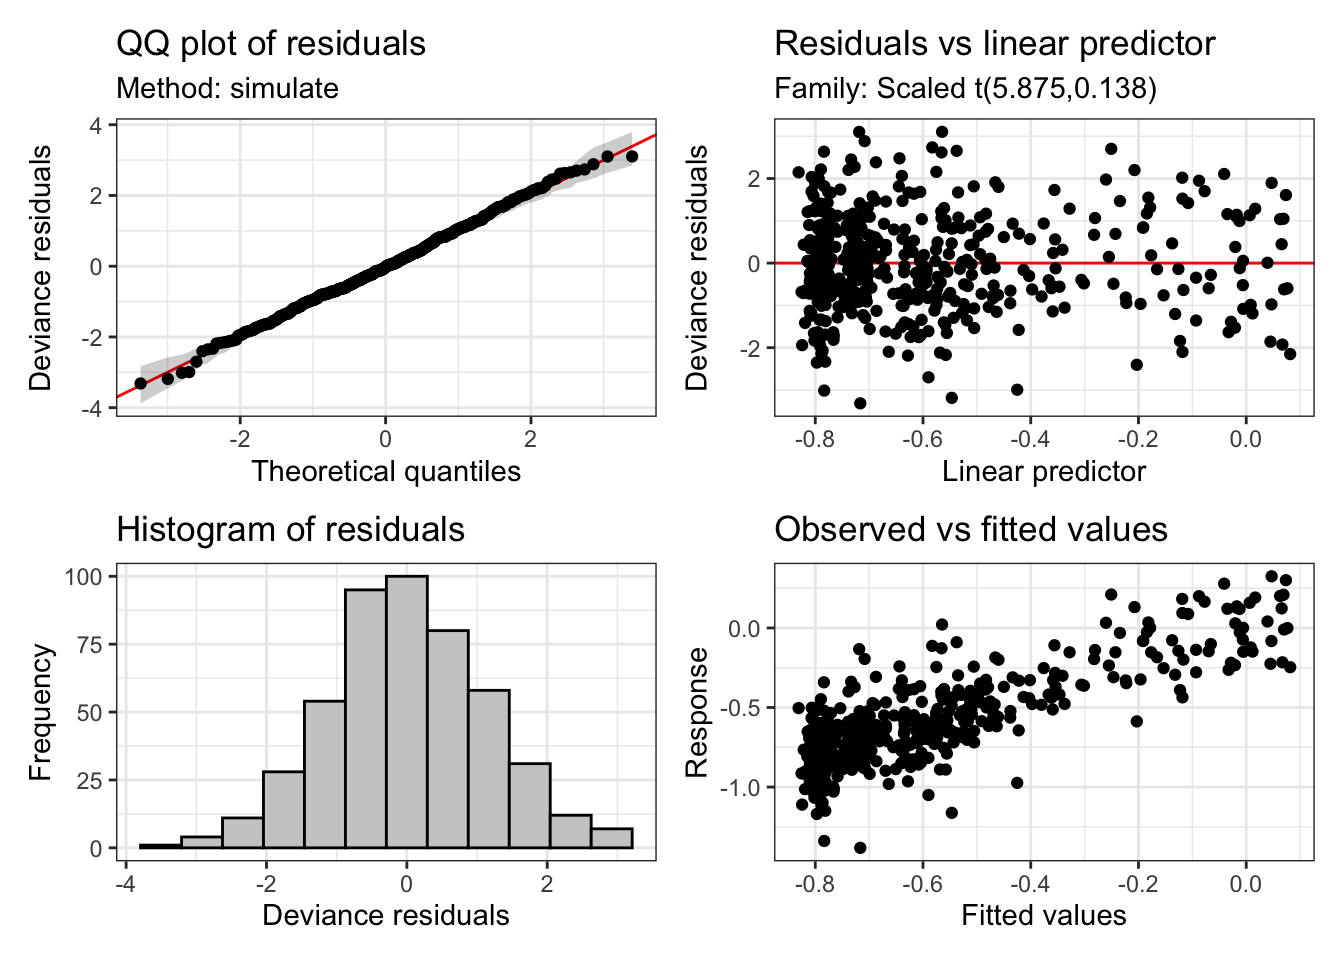 QQ plot of residuals
Method: simulate
4
2
0
-2
-4
Deviance residuals
-2
0
2
Theoretical quantiles
Residuals vs linear predictor
Family: Scaled t(5.875,0.138)
2
0
-2
Deviance residuals
-0.8
-0.6
-0.4
-0.2
0.0
Linear predictor
Histogram of residuals
100
75
50
25
0
Frequency
-4
-2
0
2
Deviance residuals
Observed vs fitted values
0.0
-0.5
-1.0
Response
-0.8
-0.6
-0.4
-0.2
0.0
Fitted values